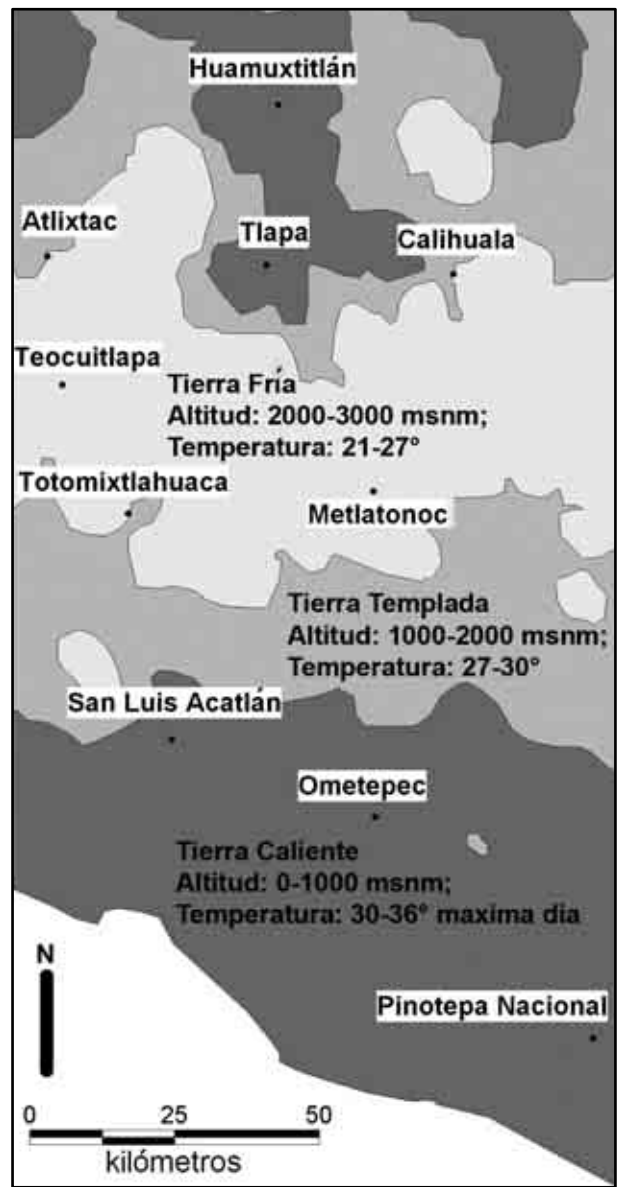 Huamuxtitlán
Atlixtac
Tlapa
Calihuala
Teocuitlapa
Tierra Fría
Altitud: 2000-3000 msnm;
Temperatura: 21-27°
Totomixtlahuaca
Metlatonoc
Tierra Templada
Altitud: 1000-2000 msnm;
Temperatura: 27-30°
San Luis Acatlán
Ometepec
Tierra Caliente
Altitud: 0-1000 msnm;
Temperatura: 30-36° maxima dia
N
Pinotepa Nacional
0 25 50
kilómetros